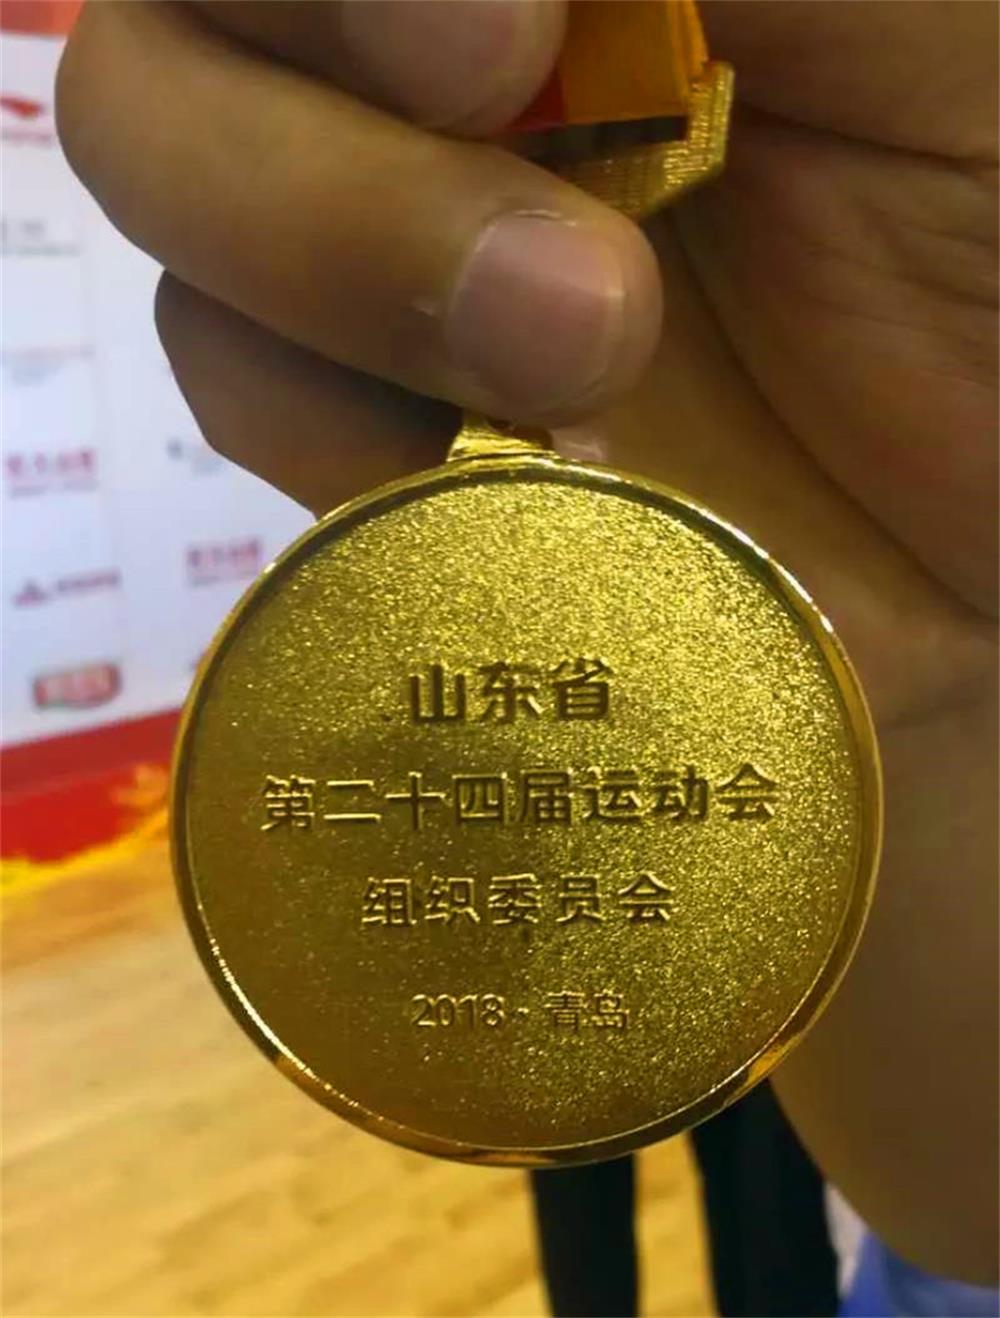 山东省
第二十四届运动会
组织委员会
2018·青岛